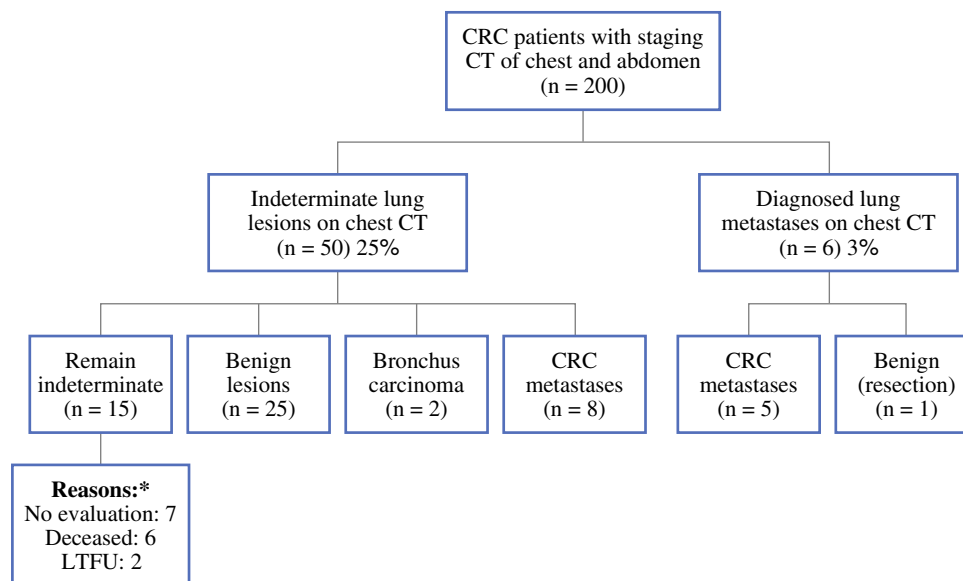 CRC patients with staging
CT of chest and abdomen
(n = 200)
Indeterminate lung
lesions on chest CT
(n = 50) 25%
Diagnosed lung
metastases on chest CT
(n = 6) 3%
Remain
indeterminate
(n = 15)
Benign
lesions
(n = 25)
Bronchus
carcinoma
(n = 2)
CRC
metastases
(n = 8)
CRC
metastases
(n = 5)
Benign
(resection)
(n = 1)
Reasons:*
No evaluation: 7
Deceased: 6
LTFU: 2